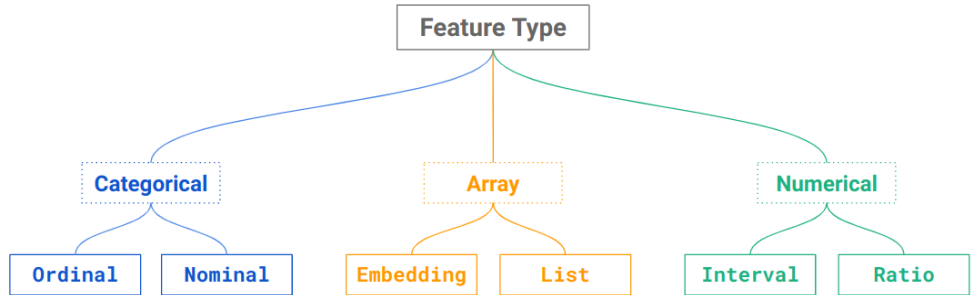 Feature Type
Categorical
Array
Numerical
Ordinal
Nominal
Embedding
List
Interval
Ratio